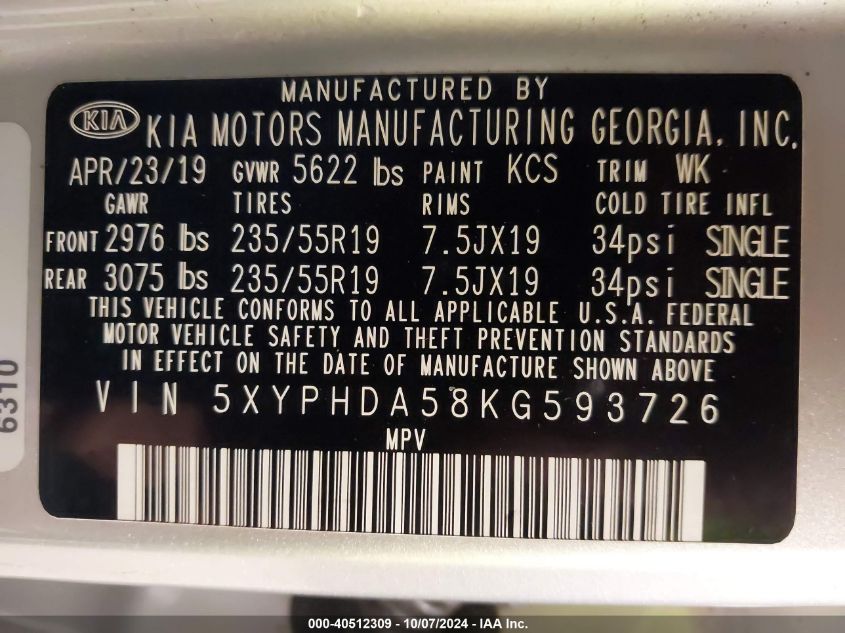 MANUFACTURED BY
KIA KIA MOTORS MANUFACTURING GEORGIA, INC.
APR/23/19 GVWR 5622 lbs PAINT KCS TRIM WK
GAWR TIRES RIMS COLD TIRE INFL
FRONT 2976 lbs 235/55R19 7.5JX19 34psi SINGLE
REAR 3075 lbs 235/55R19 7.5JX19 34psi SINGLE
THIS VEHICLE CONFORMS TO ALL APPLICABLE U.S.A. FEDERAL
MOTOR VEHICLE SAFETY AND THEFT PREVENTION STANDARDS
IN EFFECT ON THE DATE OF MANUFACTURE SHOWN ABOVE
VIN 5XYPHDA58KG593726
MPV
6310
000-40512309 - 10/07/2024 - IAA Inc.